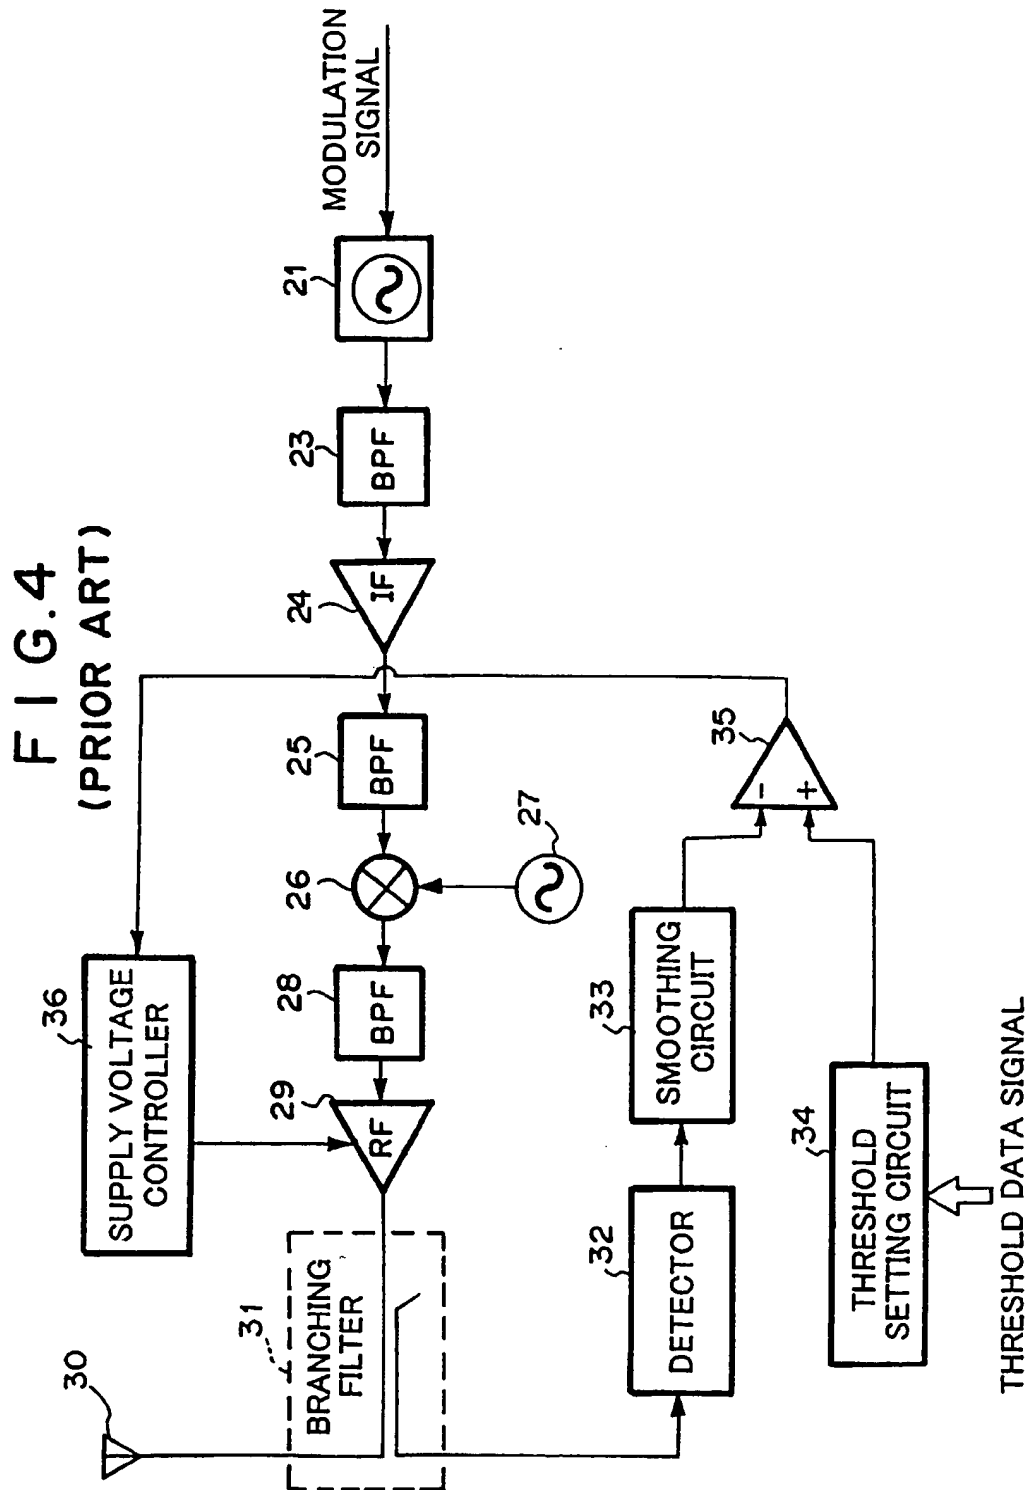 FIG.4
(PRIOR ART)
36
SUPPLY VOLTAGE
CONTROLLER
30
31
BRANCHING
FILTER
29
RF
28
BPF
26
25
BPF
24
IF
23
BPF
21
MODULATION
SIGNAL
27
32
DETECTOR
33
SMOOTHING
CIRCUIT
35
-
+
34
THRESHOLD
SETTING CIRCUIT
THRESHOLD DATA SIGNAL